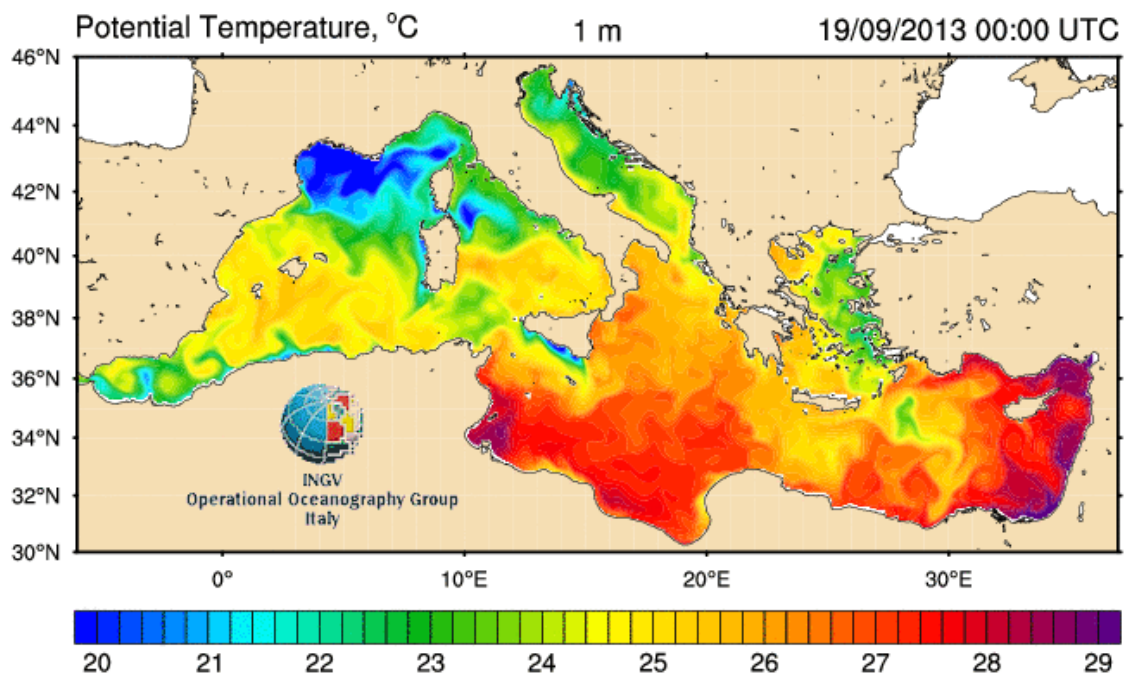 Potential Temperature, °C 1 m 19/09/2013 00:00 UTC
46°N
44°N
42°N
40°N
38°N
36°N
34°N
32°N
30°N
INGV
Operational Oceanography Group
Italy
0° 10°E 20°E 30°E
20 21 22 23 24 25 26 27 28 29